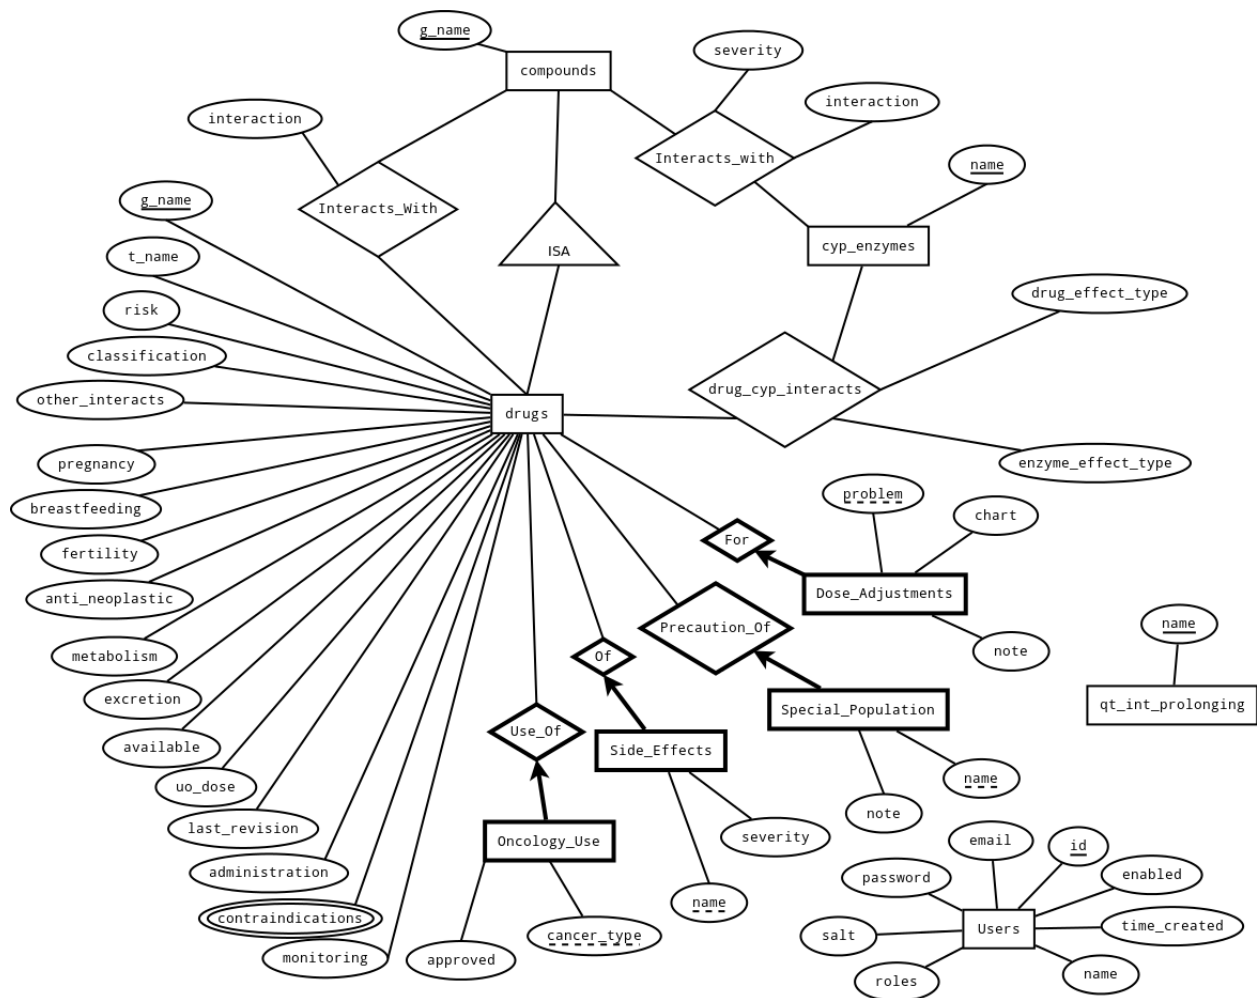 g_name
compounds
severity
interaction
interaction
Interacts_with
name
g_name
Interacts_With
ISA
cyp_enzymes
t_name
drug_effect_type
risk
classification
drug_cyp_interacts
other_interacts
drugs
pregnancy
enzyme_effect_type
problem
breastfeeding
chart
For
fertility
Dose_Adjustments
anti_neoplastic
name
Precaution_Of
note
metabolism
Of
excretion
qt_int_prolonging
Special_Population
Use_Of
available
Side_Effects
name
uo_dose
note
last_revision
severity
Oncology_Use
email
id
administration
password
enabled
name
contraindications
cancer_type
time_created
Users
salt
monitoring
approved
roles
name